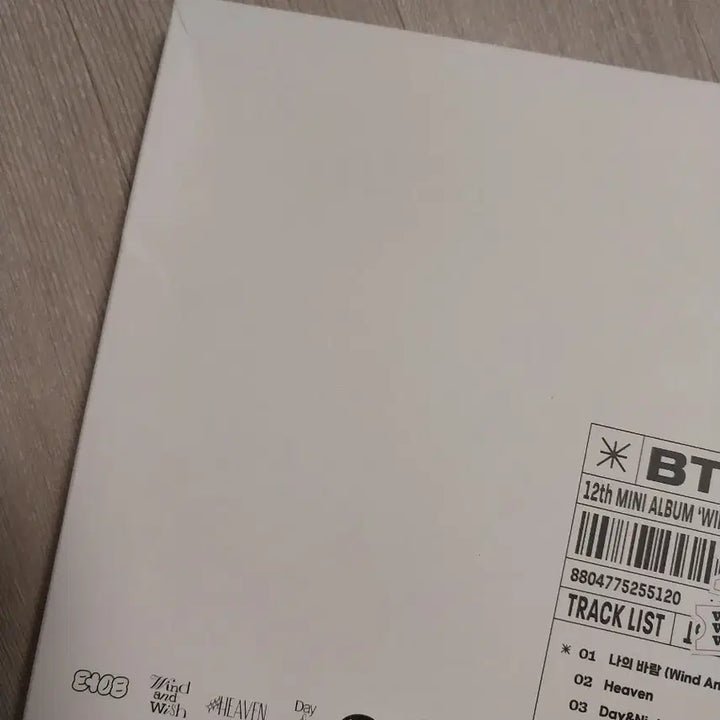 BT
12th MINI ALBUM 'WI
8804775255120
TRACK LIST
01 나의 바람 (Wind An
02 Heaven
03 Day&Ni
Wind
and
Wish
#HEAVEN
Day